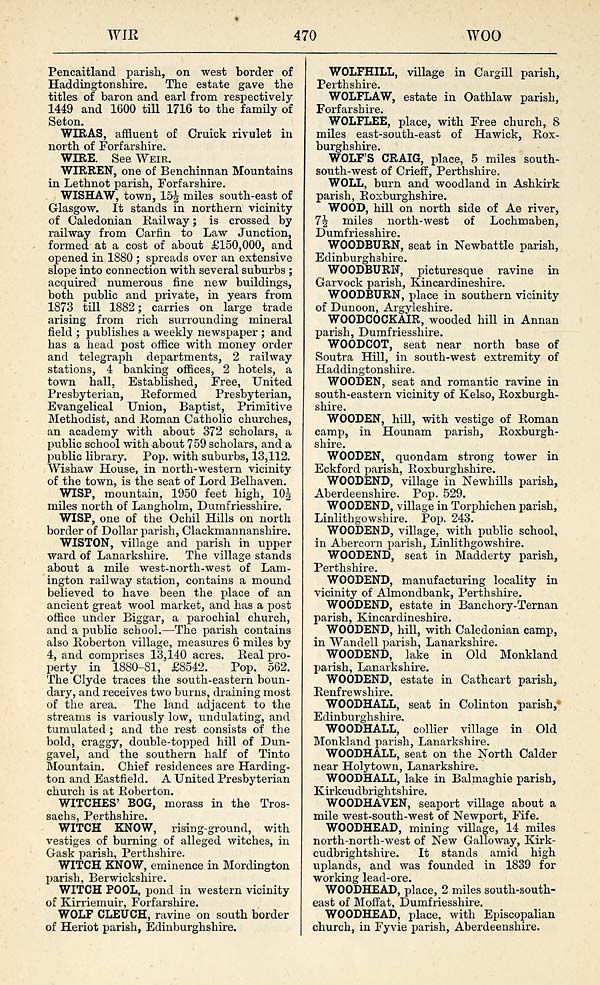 WIR 470 WOO
Pencaitland parish, on west border of
Haddingtonshire. The estate gave the
titles of baron and earl from respectively
1449 and 1600 till 1716 to the family of
Seton.
WIRAS, affluent of Cruick rivulet in
north of Forfarshire.
WIRE. See WEIR.
WIRREN, one of Benchinnan Mountains
in Lethnot parish, Forfarshire.
WISHAW, town, 15½ miles south-east of
Glasgow. It stands in northern vicinity
of Caledonian Railway; is crossed by
railway from Carfin to Law Junction,
formed at a cost of about £150,000, and
opened in 1880; spreads over an extensive
slope into connection with several suburbs;
acquired numerous fine new buildings,
both public and private, in years from
1873 till 1882; carries on large trade
arising from rich surrounding mineral
field; publishes a weekly newspaper; and
has a head post office with money order
and telegraph departments, 2 railway
stations, 4 banking offices, 2 hotels, a
town hall, Established, Free, United
Presbyterian, Reformed Presbyterian,
Evangelical Union, Baptist, Primitive
Methodist, and Roman Catholic churches,
an academy with about 372 scholars, a
public school with about 759 scholars, and a
public library. Pop. with suburbs, 13,112.
Wishaw House, in north-western vicinity
of the town, is the seat of Lord Belhaven.
WISP, mountain, 1950 feet high, 10½
miles north of Langholm, Dumfriesshire.
WISP, one of the Ochil Hills on north
border of Dollar parish, Clackmannanshire.
WISTON, village and parish in upper
ward of Lanarkshire. The village stands
about a mile west-north-west of Lam-
ington railway station, contains a mound
believed to have been the place of an
ancient great wool market, and has a post
office under Biggar, a parochial church,
and a public school.—The parish contains
also Roberton village, measures 6 miles by
4, and comprises 13,140 acres. Real pro-
perty in 1880-81, £8542. Pop. 562.
The Clyde traces the south-eastern boun-
dary, and receives two burns, draining most
of the area. The land adjacent to the
streams is variously low, undulating, and
tumulated; and the rest consists of the
bold, craggy, double-topped hill of Dun-
gavel, and the southern half of Tinto
Mountain. Chief residences are Harding-
ton and Eastfield. A United Presbyterian
church is at Roberton.
WITCHES' BOG, morass in the Tros-
sachs, Perthshire.
WITCH KNOW, rising-ground, with
vestiges of burning of alleged witches, in
Gask parish, Perthshire.
WITCH KNOW, eminence in Mordington
parish, Berwickshire.
WITCH POOL, pond in western vicinity
of Kirriemuir, Forfarshire.
WOLF CLEUCH, ravine on south border
of Heriot parish, Edinburghshire.
WOLFHILL, village in Cargill parish,
Perthshire.
WOLFLAW, estate in Oathlaw parish,
Forfarshire.
WOLFLEE, place, with Free church, 8
miles east-south-east of Hawick, Rox-
burghshire.
WOLF'S CRAIG, place, 5 miles south-
south-west of Crieff, Perthshire.
WOLL, burn and woodland in Ashkirk
parish, Roxburghshire.
WOOD, hill on north side of Ae river,
7½ miles north-west of Lochmaben,
Dumfriesshire.
WOODBURN, seat in Newbattle parish,
Edinburghshire.
WOODBURN, picturesque ravine in
Garvock parish, Kincardineshire.
WOODBURN, place in southern vicinity
of Dunoon, Argyleshire.
WOODCOCKAIR, wooded hill in Annan
parish, Dumfriesshire.
WOODCOT, seat near north base of
Soutra Hill, in south-west extremity of
Haddingtonshire.
WOODEN, seat and romantic ravine in
south-eastern vicinity of Kelso, Roxburgh-
shire.
WOODEN, hill, with vestige of Roman
camp, in Hounam parish, Roxburgh-
shire.
WOODEN, quondam strong tower in
Eckford parish, Roxburghshire.
WOODEND, village in Newhills parish,
Aberdeenshire. Pop. 529.
WOODEND, village in Torphichen parish,
Linlithgowshire. Pop. 243.
WOODEND, village, with public school,
in Abercorn parish, Linlithgowshire.
WOODEND, seat in Madderty parish,
Perthshire.
WOODEND, manufacturing locality in
vicinity of Almondbank, Perthshire.
WOODEND, estate in Banchory-Ternan
parish, Kincardineshire.
WOODEND, hill, with Caledonian camp,
in Wandell parish, Lanarkshire.
WOODEND, lake in Old Monkland
parish, Lanarkshire.
WOODEND, estate in Cathcart parish,
Renfrewshire.
WOODHALL, seat in Colinton parish,
Edinburghshire.
WOODHALL, collier village in Old
Monkland parish, Lanarkshire.
WOODHALL, seat on the North Calder
near Holytown, Lanarkshire.
WOODHALL, lake in Balmaghie parish,
Kirkcudbrightshire.
WOODHAVEN, seaport village about a
mile west-south-west of Newport, Fife.
WOODHEAD, mining village, 14 miles
north-north-west of New Galloway, Kirk-
cudbrightshire. It stands amid high
uplands, and was founded in 1839 for
working lead-ore.
WOODHEAD, place, 2 miles south-south-
east of Moffat, Dumfriesshire.
WOODHEAD, place, with Episcopalian
church, in Fyvie parish, Aberdeenshire.